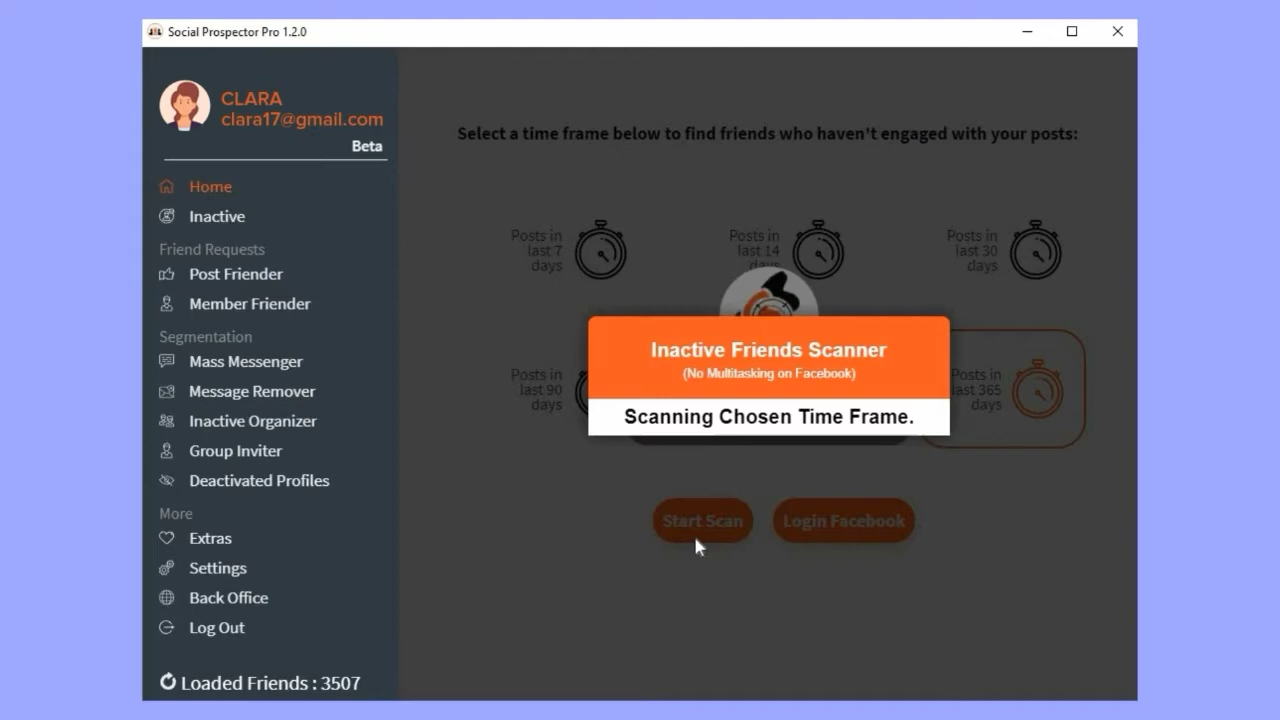 Social Prospector Pro 1.2.0
CLARA
clara17@gmail.com
Beta
Home
Inactive
Friend Requests
Post Friender
Member Friender
Segmentation
Mass Messenger
Message Remover
Inactive Organizer
Group Inviter
Deactivated Profiles
More
Extras
Settings
Back Office
Log Out
Loaded Friends : 3507
Select a time frame below to find friends who haven't engaged with your posts:
Posts in
last 7
days
Posts in
last 14
days
Posts in
last 30
days
Posts in
last 90
days
Posts in
last 365
days
Inactive Friends Scanner
(No Multitasking on Facebook)
Scanning Chosen Time Frame.
Start Scan
Login Facebook